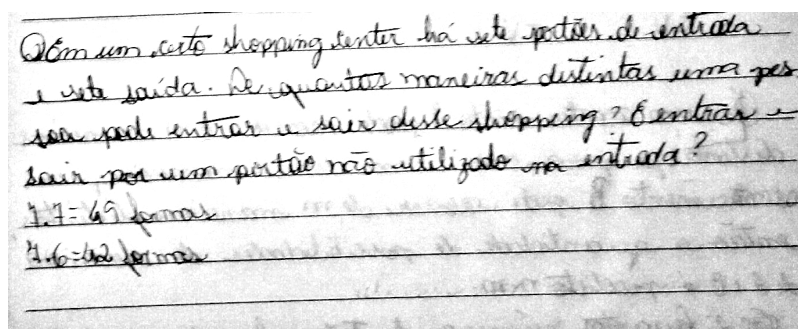 Q) Em um certo shopping senter há sete portões de entrada
e sete saída. De quantas maneiras distintas uma pes
soa pode entrar e sair desse shopping? E entrar e
sair por um portão não utilizado na entrada?
7.7=49 formas
7.6=42 formas